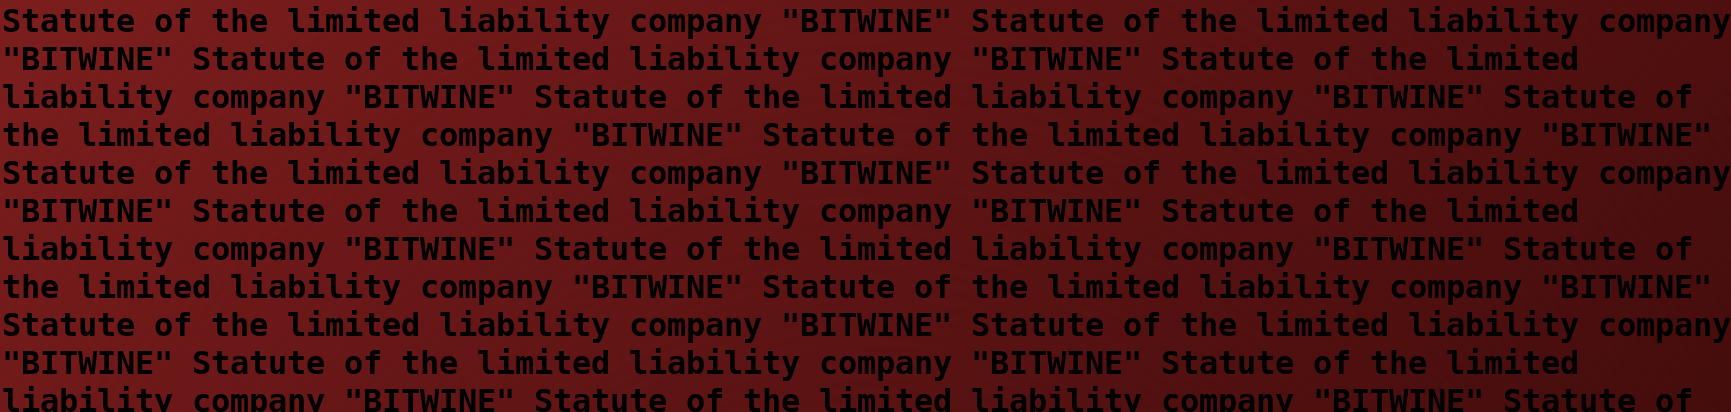 Statute of the limited liability company "BITWINE" Statute of the limited liability company
"BITWINE" Statute of the limited liability company "BITWINE" Statute of the limited
liability company "BITWINE" Statute of the limited liability company "BITWINE" Statute of
the limited liability company "BITWINE" Statute of the limited liability company "BITWINE"
Statute of the limited liability company "BITWINE" Statute of the limited liability company
"BITWINE" Statute of the limited liability company "BITWINE" Statute of the limited
liability company "BITWINE" Statute of the limited liability company "BITWINE" Statute of
the limited liability company "BITWINE" Statute of the limited liability company "BITWINE"
Statute of the limited liability company "BITWINE" Statute of the limited liability company
"BITWINE" Statute of the limited liability company "BITWINE" Statute of the limited
liability company "BITWINE" Statute of the limited liability company "BITWINE" Statute of